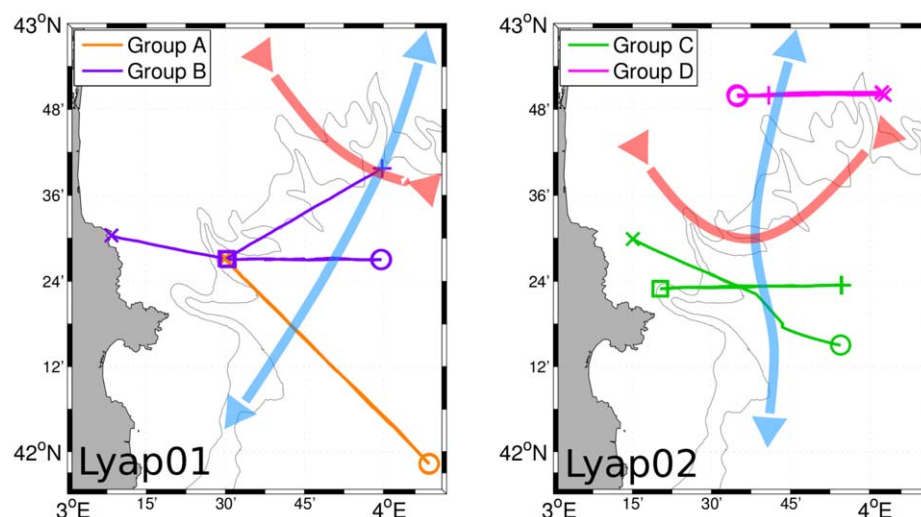 43°N
Group A
Group B
48'
36'
24'
12'
42°N
Lyap01
3°E
15'
30'
45'
4°E
43°N
Group C
Group D
48'
36'
24'
12'
42°N
Lyap02
3°E
15'
30'
45'
4°E